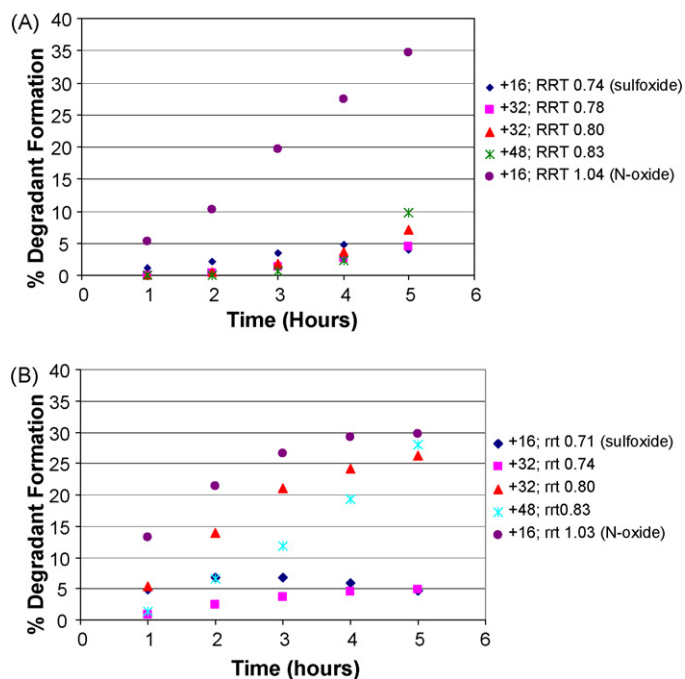 (A)
40
35
30
25
20
15
10
5
0
% Degradant Formation
0 1 2 3 4 5 6
Time (Hours)
+16; RRT 0.74 (sulfoxide)
+32; RRT 0.78
+32; RRT 0.80
+48; RRT 0.83
+16; RRT 1.04 (N-oxide)
(B)
40
35
30
25
20
15
10
5
0
% Degradant Formation
0 1 2 3 4 5 6
Time (hours)
+16; rrt 0.71 (sulfoxide)
+32; rrt 0.74
+32; rrt 0.80
+48; rrt0.83
+16; rrt 1.03 (N-oxide)